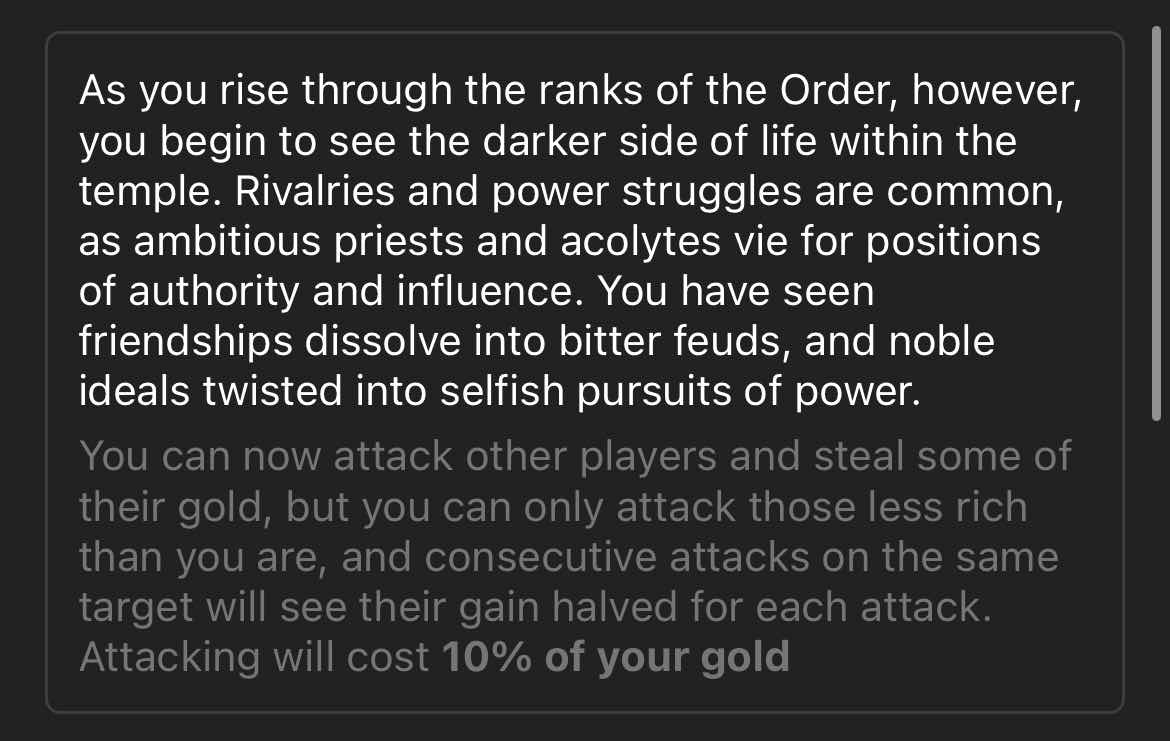 As you rise through the ranks of the Order, however,
you begin to see the darker side of life within the
temple. Rivalries and power struggles are common,
as ambitious priests and acolytes vie for positions
of authority and influence. You have seen
friendships dissolve into bitter feuds, and noble
ideals twisted into selfish pursuits of power.
You can now attack other players and steal some of
their gold, but you can only attack those less rich
than you are, and consecutive attacks on the same
target will see their gain halved for each attack.
Attacking will cost 10% of your gold